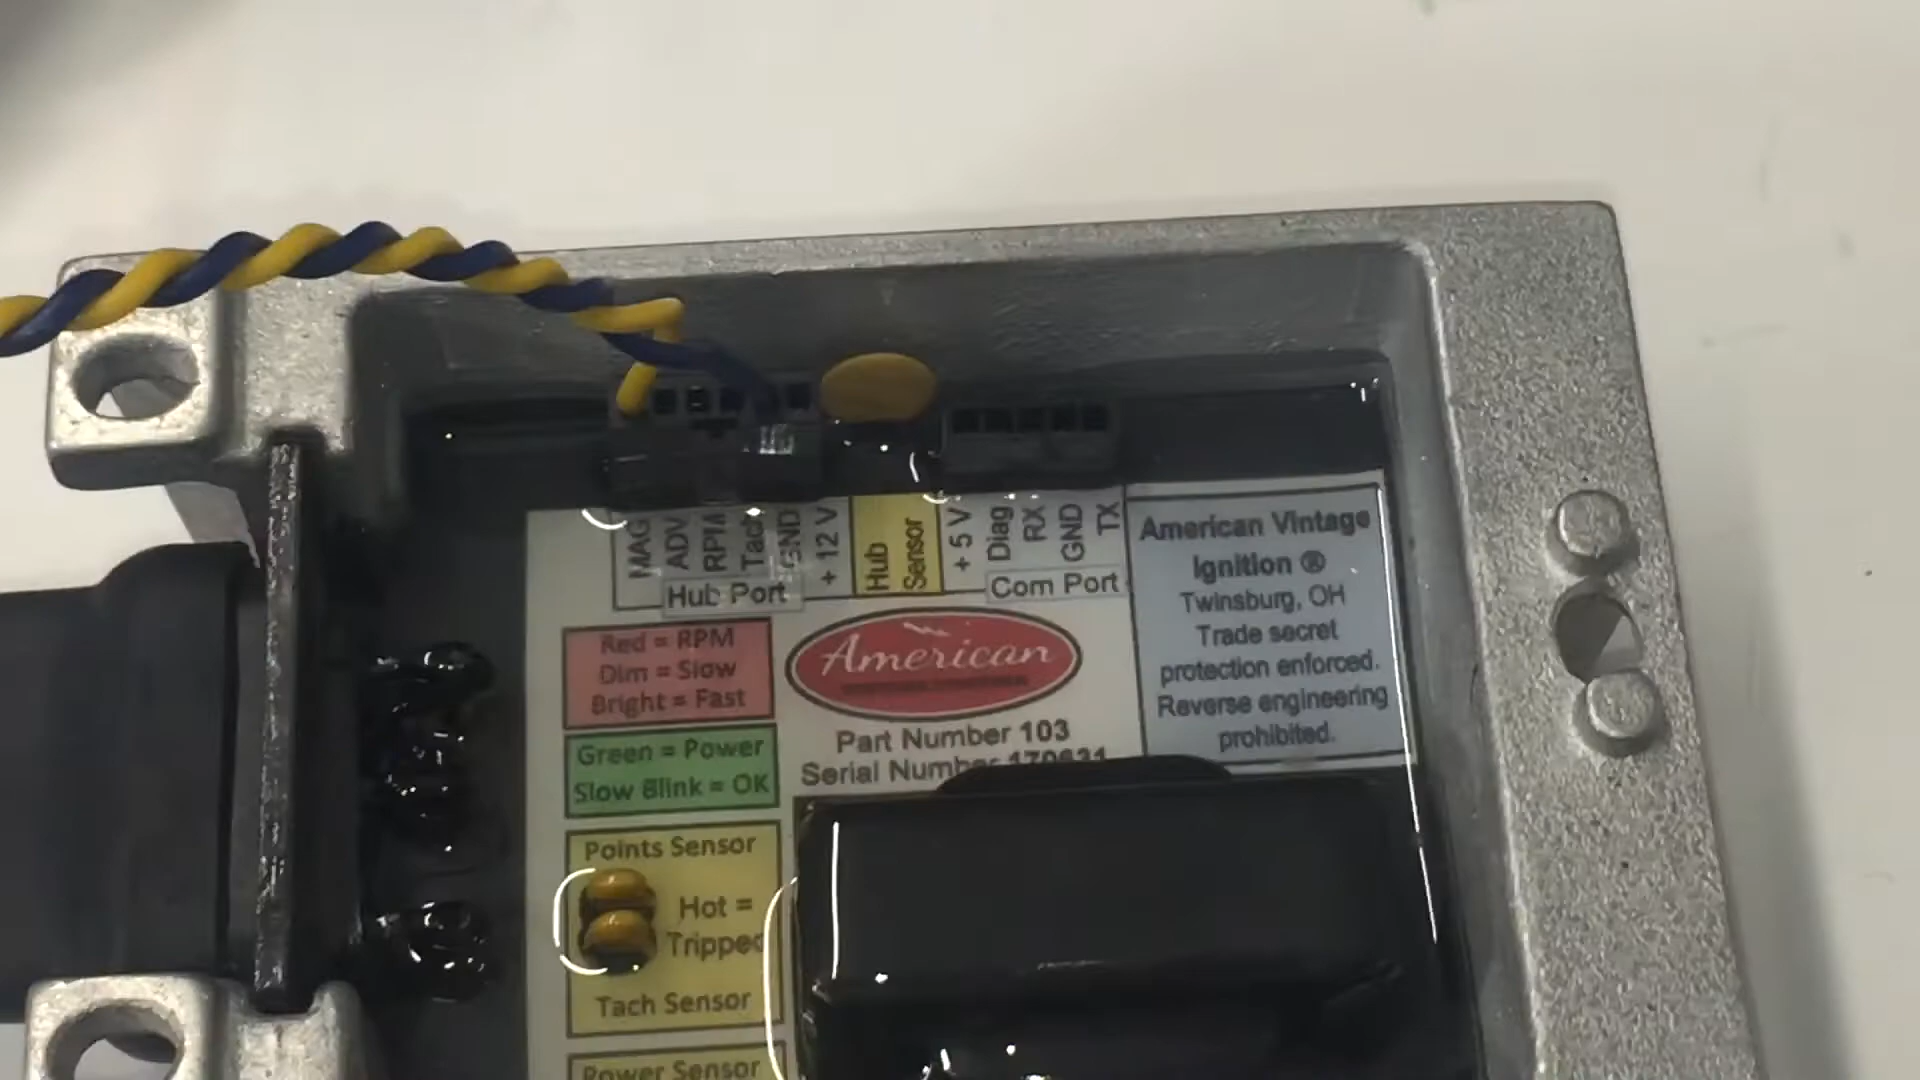 MAG
ADV
RPM
Tach
GND
+ 12 V
Hub
Sensor
+ 5 V
Diag
RX
GND
TX
Hub Port
Com Port
American Vintage
Ignition ®
Twinsburg, OH
Trade secret
protection enforced.
Reverse engineering
prohibited.
Red = RPM
Dim = Slow
Bright = Fast
American
Part Number 103
Serial Number 170631
Green = Power
Slow Blink = OK
Points Sensor
Hot =
Tripped
Tach Sensor
Power Sensor